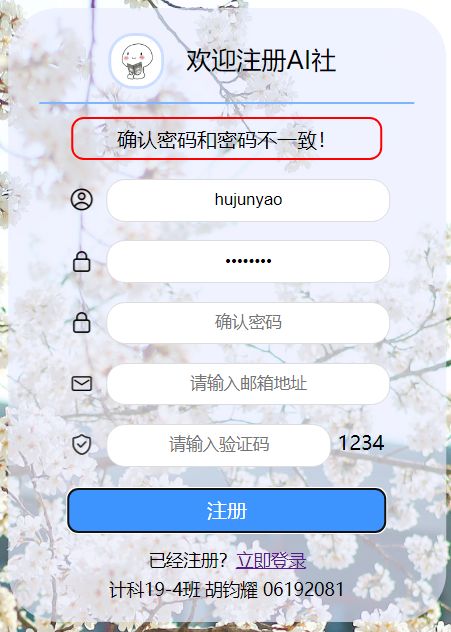 欢迎注册AI社
确认密码和密码不一致！
hujunyao
••••••••
确认密码
请输入邮箱地址
请输入验证码 1234
注册
已经注册？立即登录
计科19-4班 胡钧耀 06192081